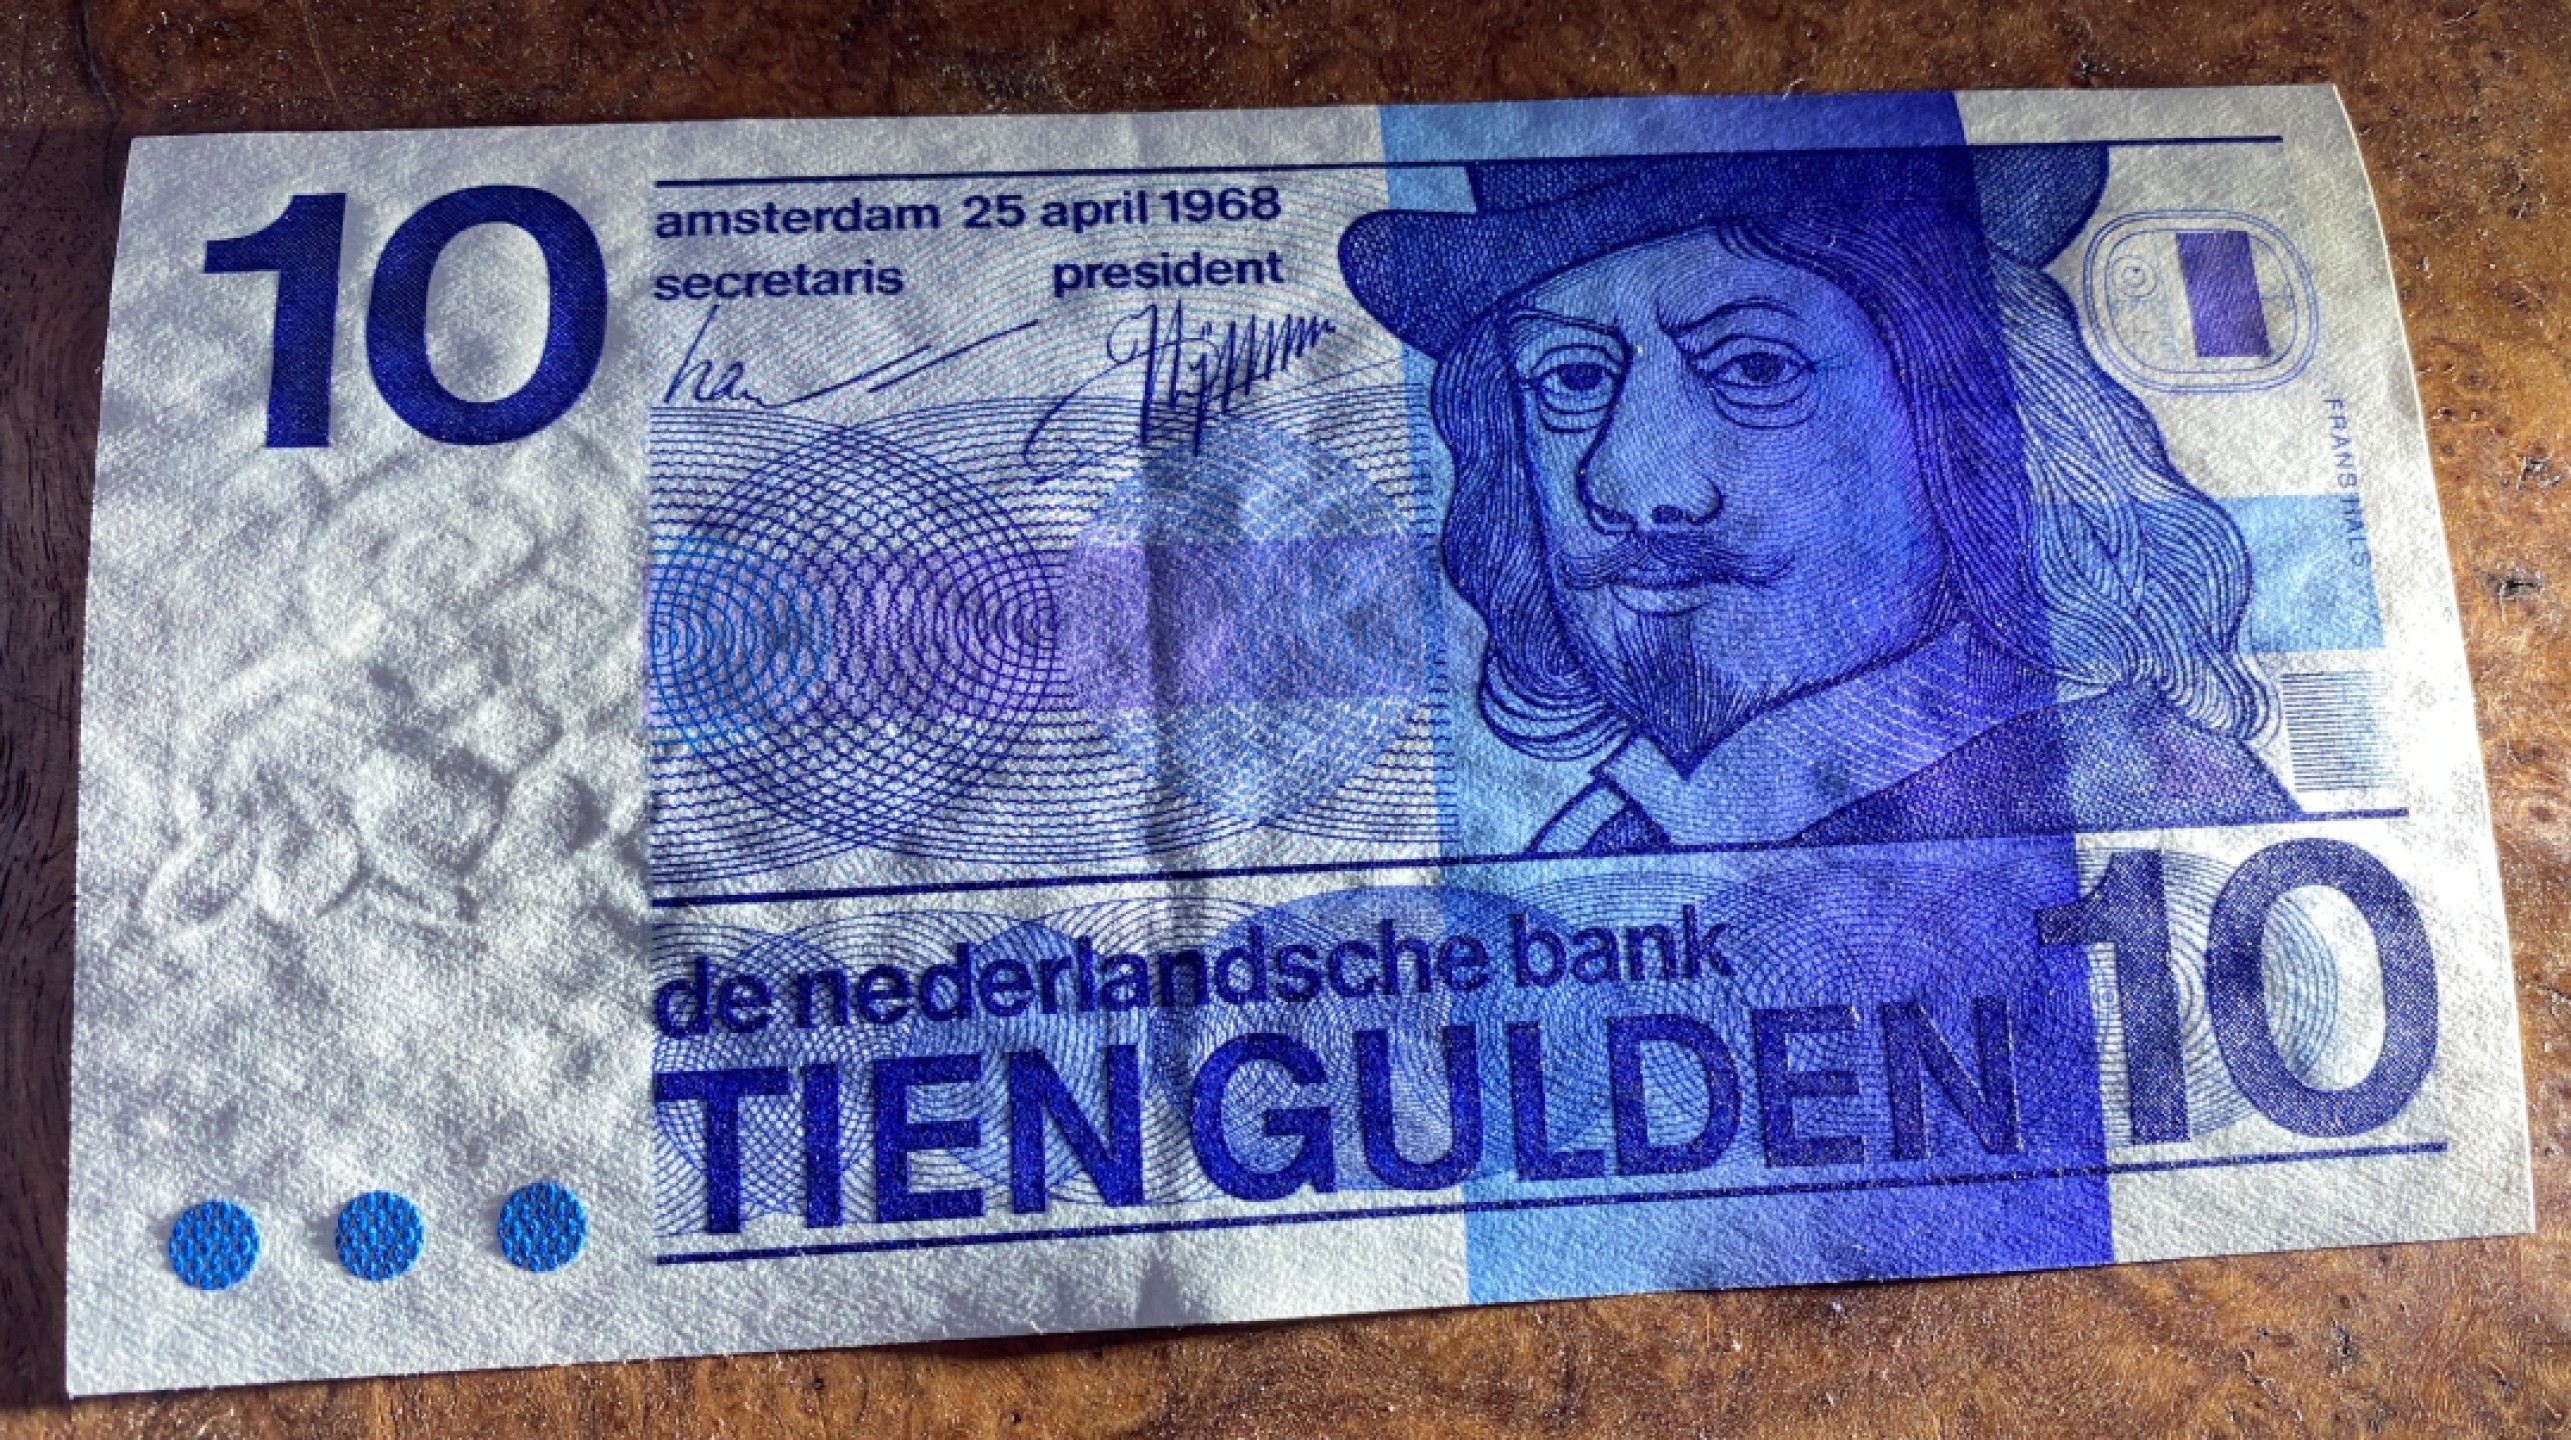 10
amsterdam 25 april 1968
secretaris president
FRANS HALS
de nederlandsche bank
TIEN GULDEN
10